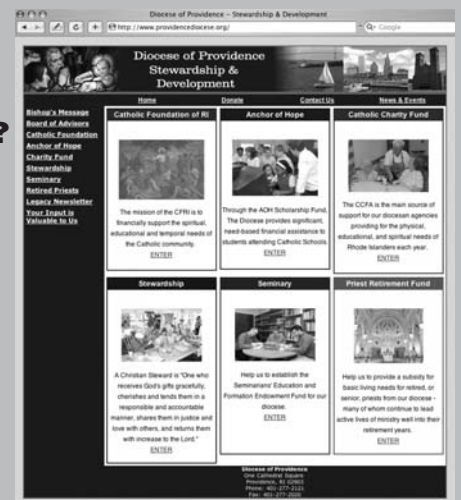 ?
Diocese of Providence – Stewardship & Development
http://www.providencediocese.org/
Q- Google
Diocese of Providence
Stewardship &
Development
Home
Donate
Contact Us
News & Events
Bishop's Message
Board of Advisors
Catholic Foundation
Anchor of Hope
Charity Fund
Stewardship
Seminary
Retired Priests
Legacy Newsletter
Your Input is
Valuable to Us
Catholic Foundation of RI
The mission of the CFRI is to
financially support the spiritual,
educational and temporal needs of
the Catholic community.
ENTER
Anchor of Hope
Through the AOH Scholarship Fund,
The Diocese provides significant,
need-based financial assistance to
students attending Catholic Schools.
ENTER
Catholic Charity Fund
The CCFA is the main source of
support for our diocesan agencies
providing for the physical,
educational, and spiritual needs of
Rhode Islanders each year.
ENTER
Stewardship
A Christian Steward is "One who
receives God's gifts gracefully,
cherishes and tends them in a
responsible and accountable
manner, shares them in justice and
love with others, and returns them
with increase to the Lord."
ENTER
Seminary
Help us to establish the
Seminarians' Education and
Formation Endowment Fund for our
diocese.
ENTER
Priest Retirement Fund
Help us to provide a subsidy for
basic living needs for retired, or
senior, priests from our diocese -
many of whom continue to lead
active lives of ministry well into their
retirement years.
ENTER
Diocese of Providence
One Cathedral Square
Providence, RI 02903
Phone: 401-277-2121
Fax: 401-277-2020